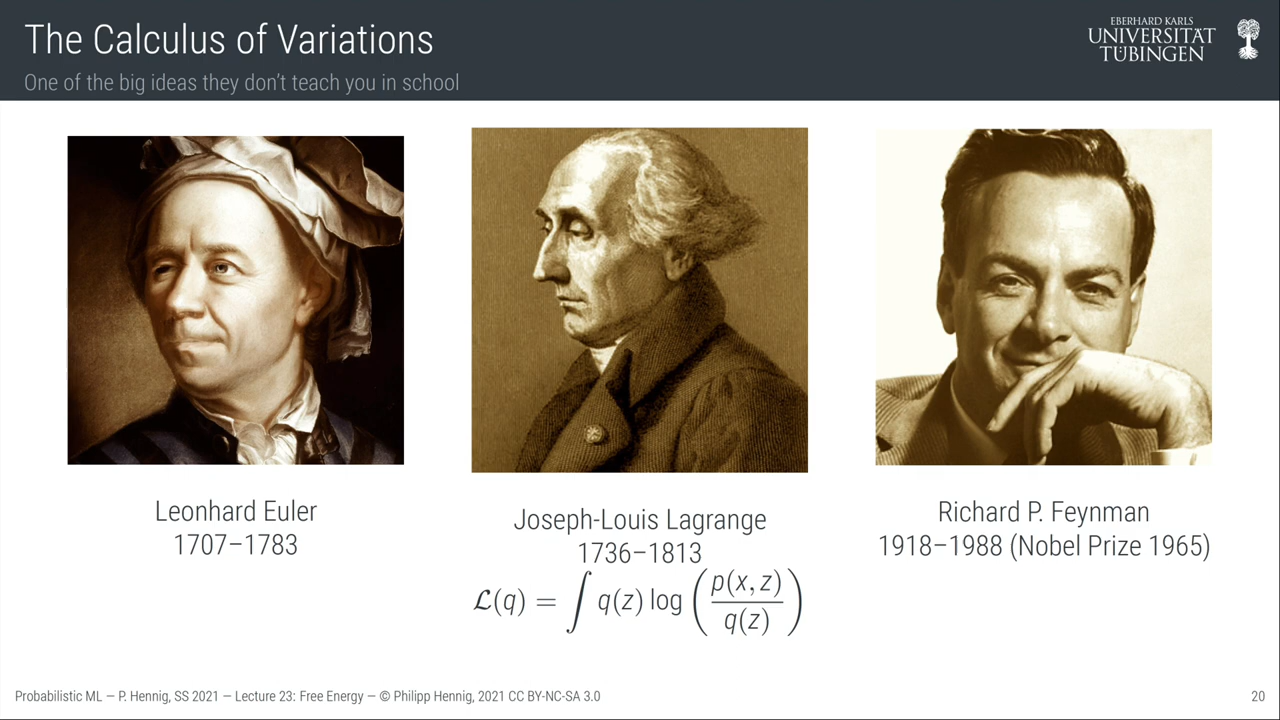 The Calculus of Variations
One of the big ideas they don't teach you in school
EBERHARD KARLS
UNIVERSITÄT
TÜBINGEN
Leonhard Euler
1707–1783
Joseph-Louis Lagrange
1736–1813
ℒ(q) = ∫ q(z) log (p(x, z) / q(z))
Richard P. Feynman
1918–1988 (Nobel Prize 1965)
Probabilistic ML — P. Hennig, SS 2021 — Lecture 23: Free Energy — © Philipp Hennig, 2021 CC BY-NC-SA 3.0
20